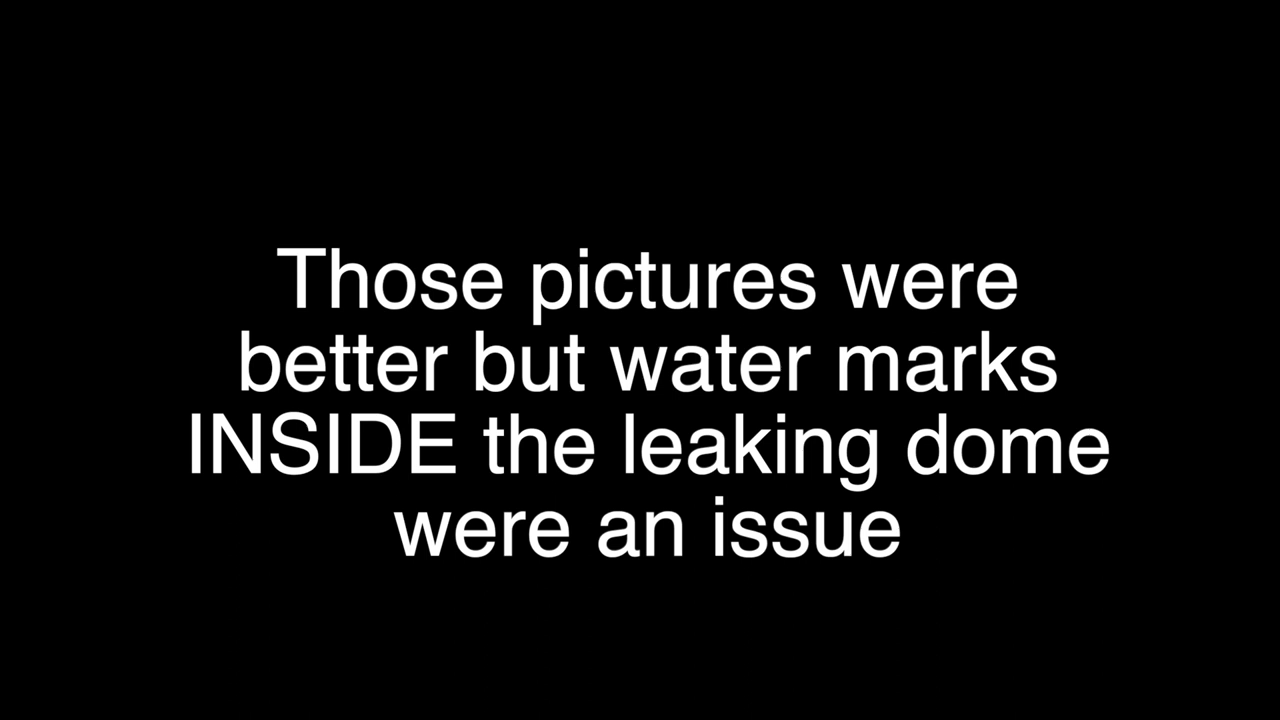 Those pictures were
better but water marks
INSIDE the leaking dome
were an issue